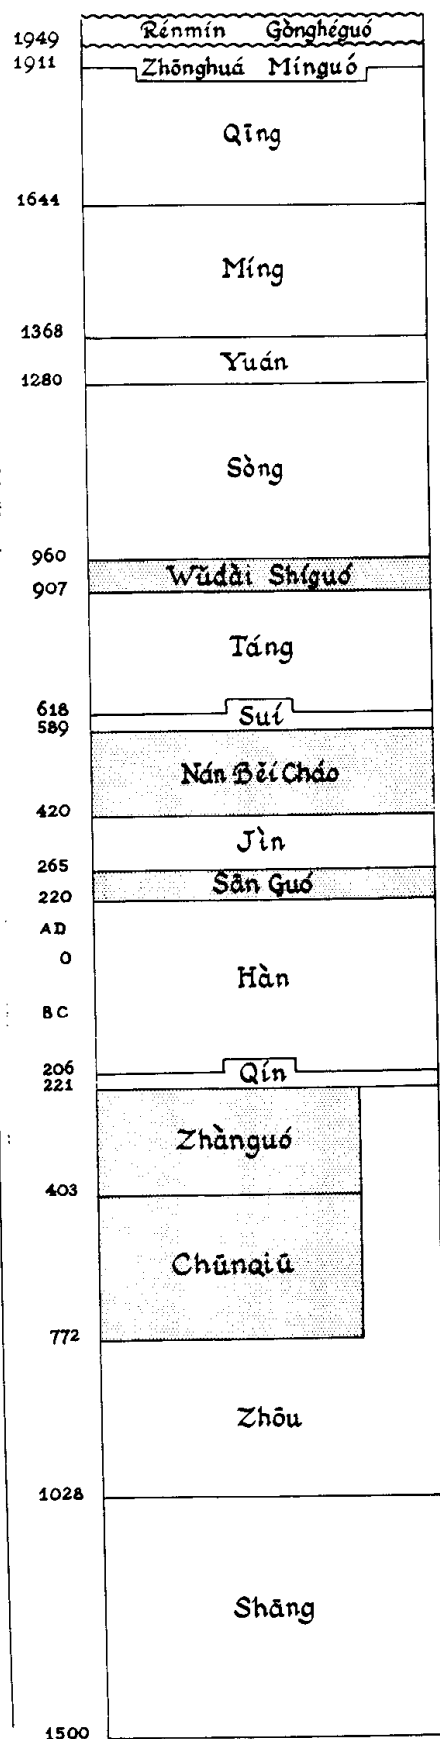 Rénmín Gònghéguó
1949
1911
Zhōnghuá Mínguó
Qīng
1644
Míng
1368
Yuán
1280
Sòng
960
Wǔdài Shíguó
907
Táng
618
Suí
589
Nán Běi Cháo
420
Jìn
265
Sān Guó
220
AD
0
Hàn
BC
206
Qín
221
Zhànguó
403
Chūnqiū
772
Zhōu
1028
Shāng
1500